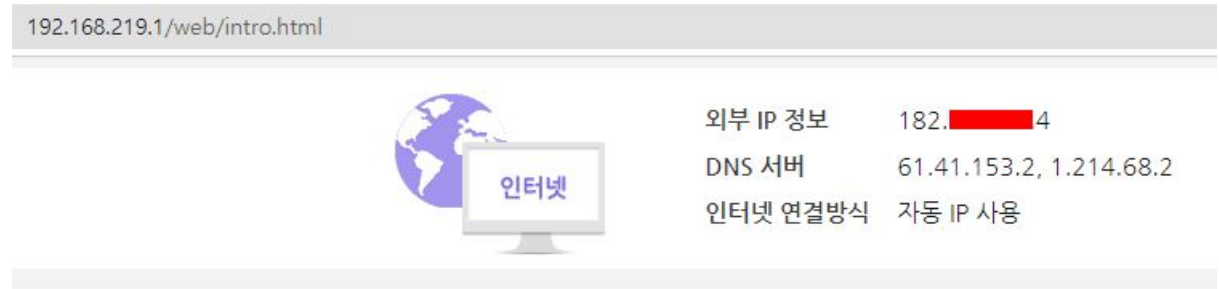 192.168.219.1/web/intro.html
인터넷
외부 IP 정보 182. 4
DNS 서버 61.41.153.2, 1.214.68.2
인터넷 연결방식 자동 IP 사용